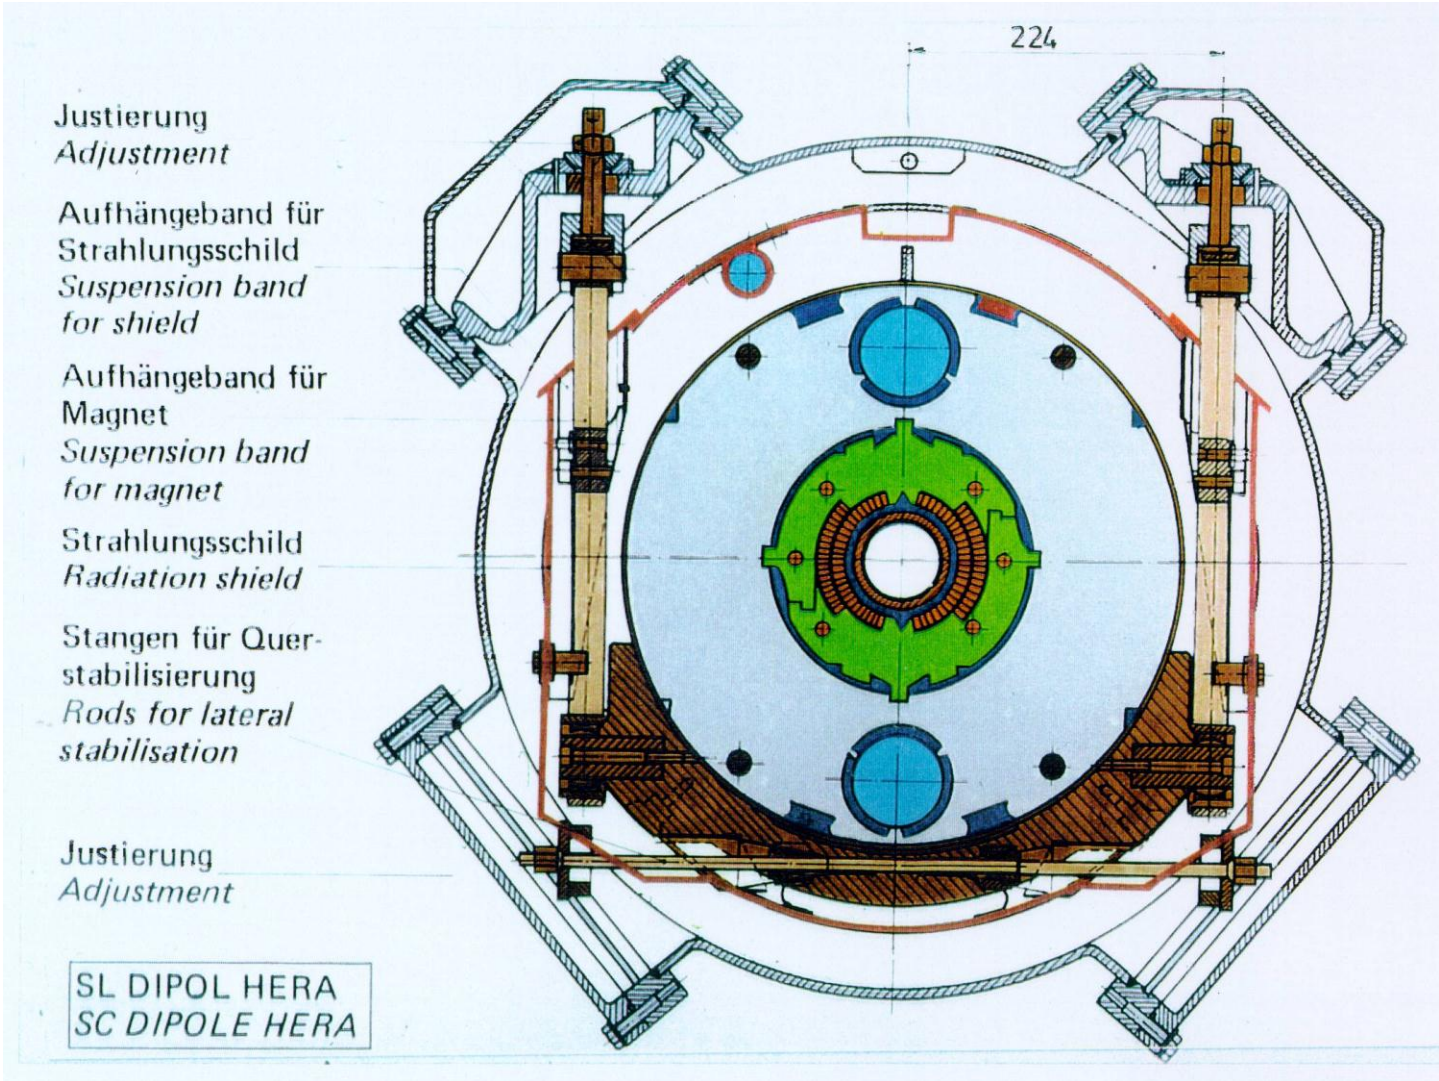 224
Justierung
Adjustment
Aufhängeband für
Strahlungsschild
Suspension band
for shield
Aufhängeband für
Magnet
Suspension band
for magnet
Strahlungsschild
Radiation shield
Stangen für Quer-
stabilisierung
Rods for lateral
stabilisation
Justierung
Adjustment
SL DIPOL HERA
SC DIPOLE HERA